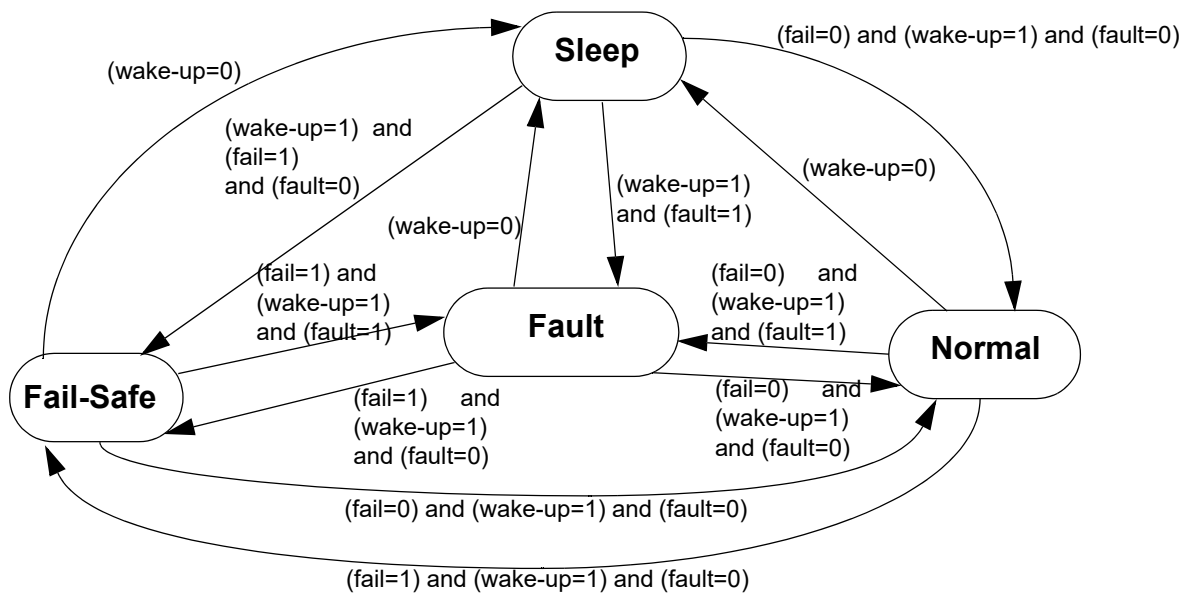 Sleep
(fail=0) and (wake-up=1) and (fault=0)
(wake-up=0)
(wake-up=1) and
(fail=1)
and (fault=0)
(wake-up=0)
(wake-up=1)
and (fault=1)
(wake-up=0)
(fail=1) and
(wake-up=1)
and (fault=1)
(fail=0) and
(wake-up=1)
and (fault=1)
Fault
Normal
Fail-Safe
(fail=1) and
(wake-up=1)
and (fault=0)
(fail=0) and
(wake-up=1)
and (fault=0)
(fail=0) and (wake-up=1) and (fault=0)
(fail=1) and (wake-up=1) and (fault=0)